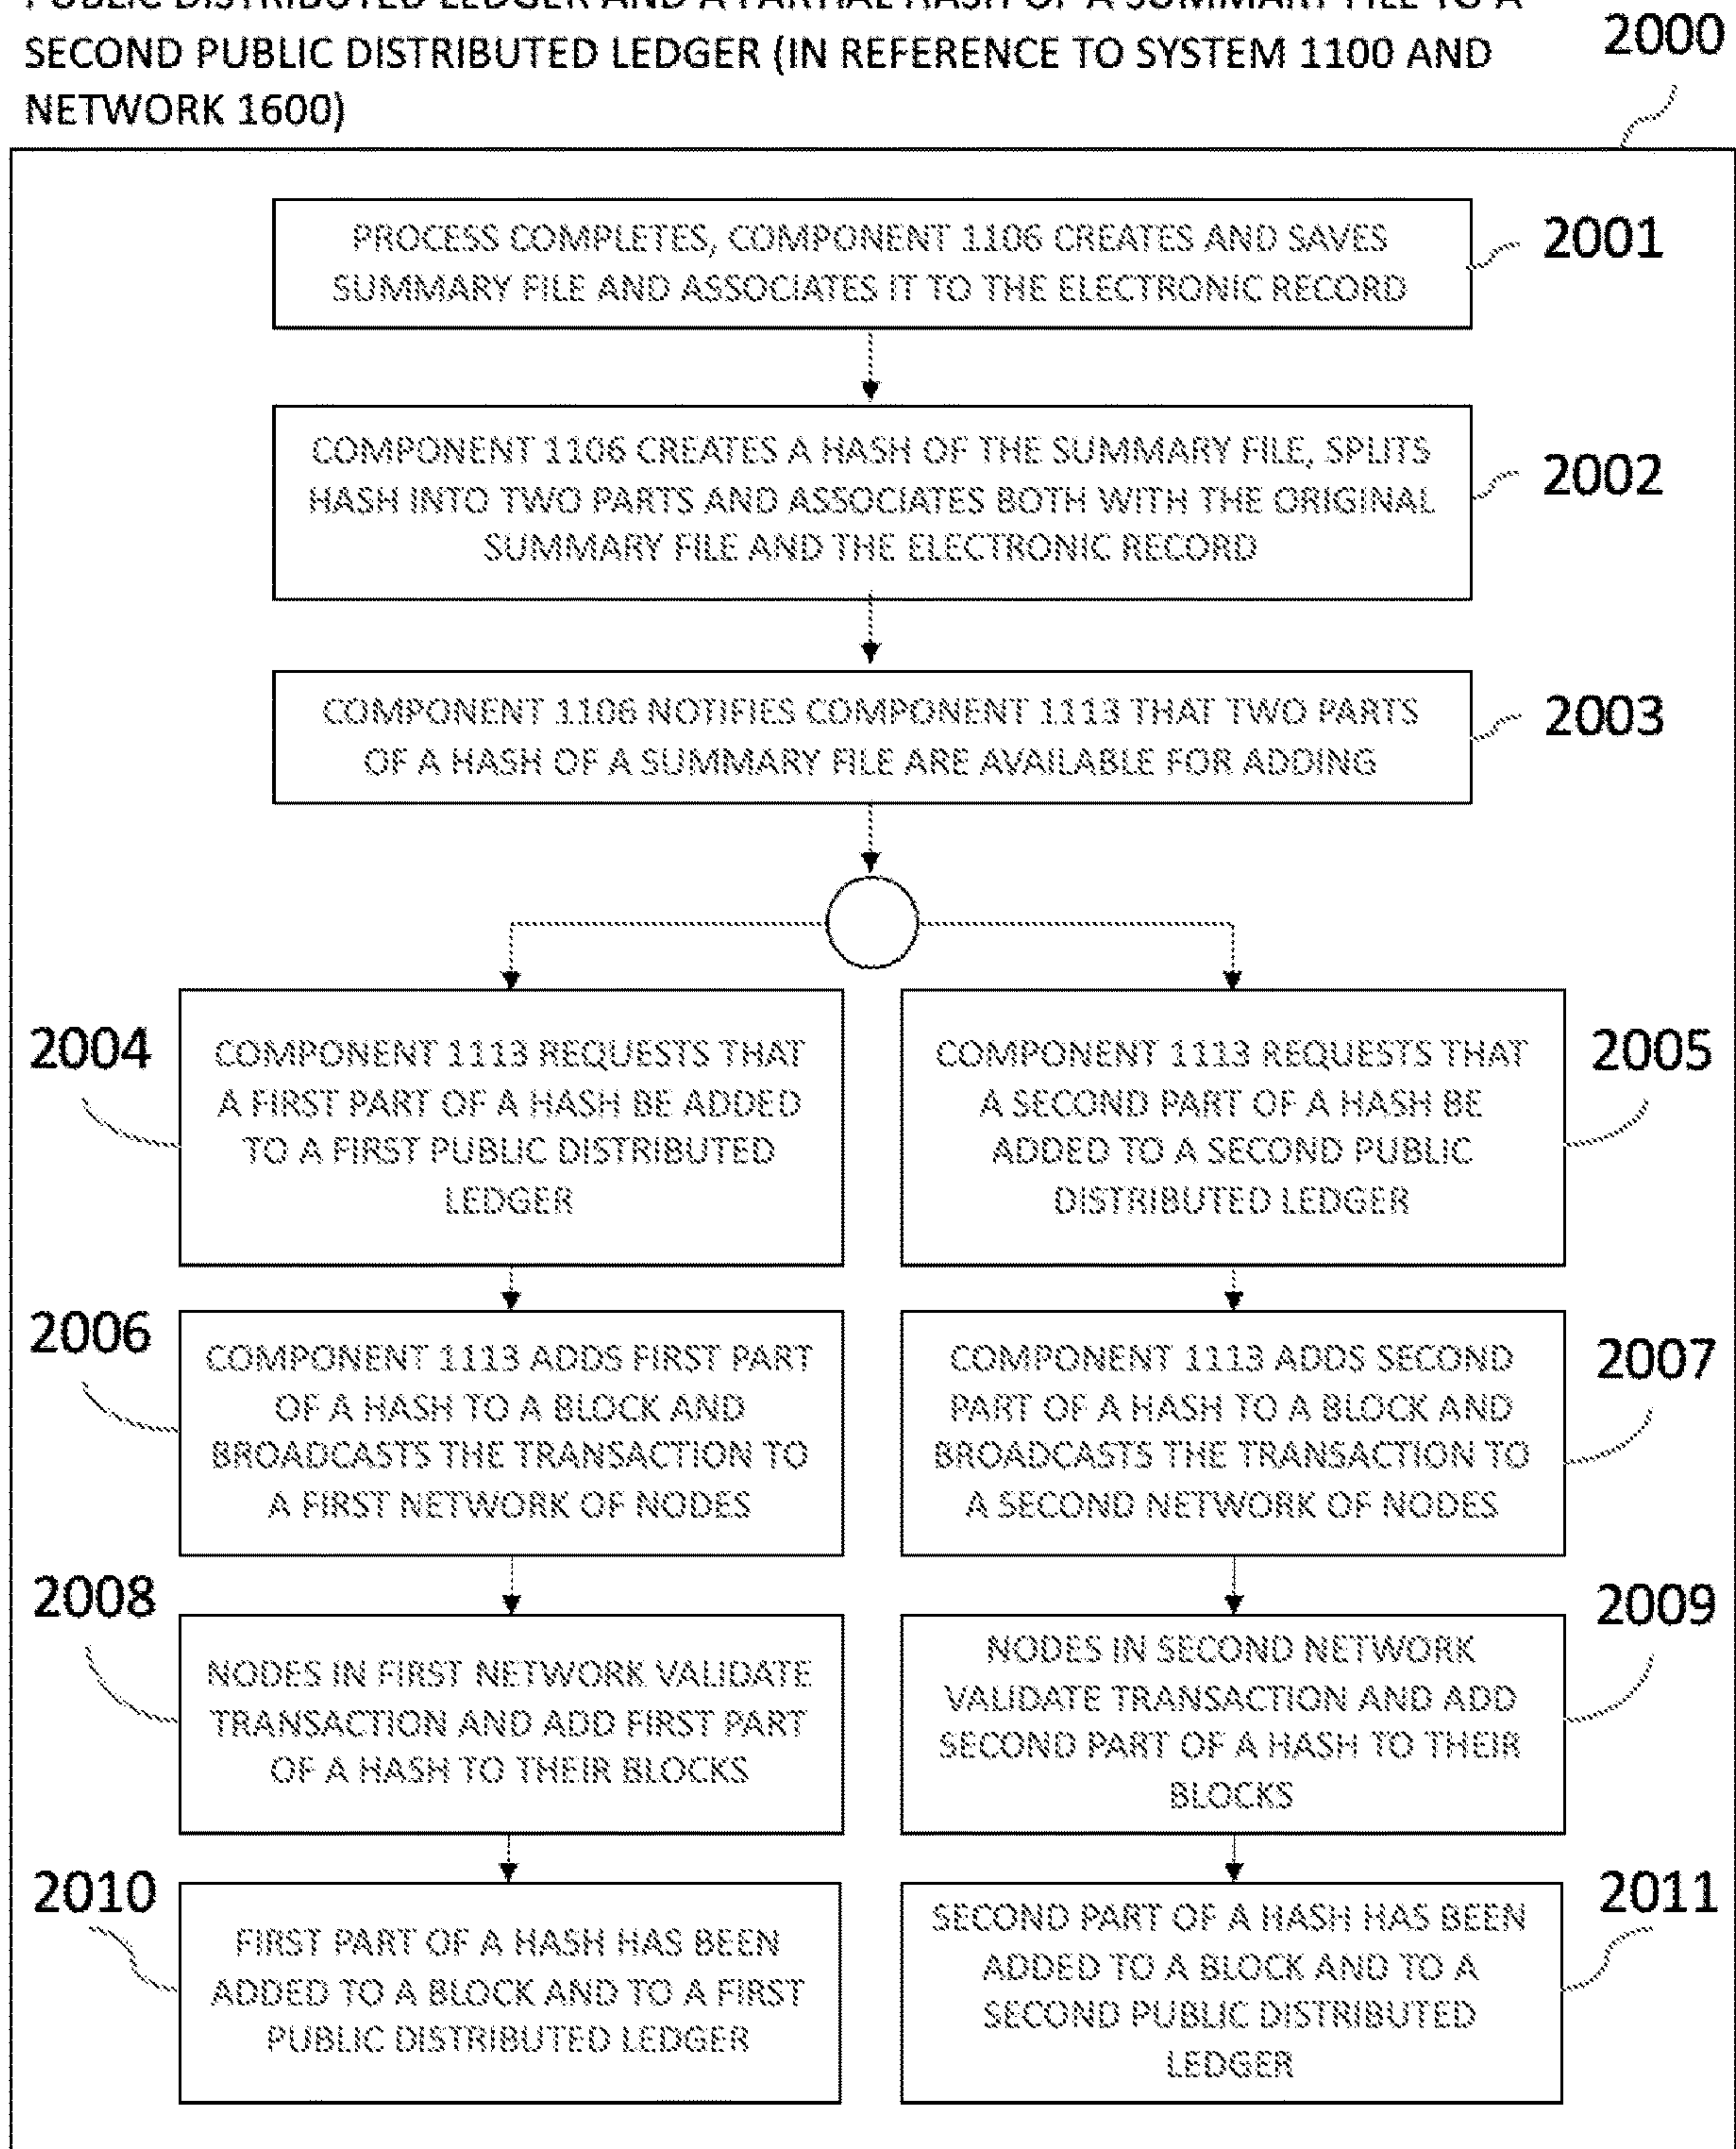 PUBLIC DISTRIBUTED LEDGER AND A PARTIAL HASH OF A SUMMARY FILE TO A
SECOND PUBLIC DISTRIBUTED LEDGER (IN REFERENCE TO SYSTEM 1100 AND
NETWORK 1600)
2000
PROCESS COMPLETES, COMPONENT 1106 CREATES AND SAVES
SUMMARY FILE AND ASSOCIATES IT TO THE ELECTRONIC RECORD
2001
COMPONENT 1106 CREATES A HASH OF THE SUMMARY FILE, SPLITS
HASH INTO TWO PARTS AND ASSOCIATES BOTH WITH THE ORIGINAL
SUMMARY FILE AND THE ELECTRONIC RECORD
2002
COMPONENT 1106 NOTIFIES COMPONENT 1113 THAT TWO PARTS
OF A HASH OF A SUMMARY FILE ARE AVAILABLE FOR ADDING
2003
2004
COMPONENT 1113 REQUESTS THAT
A FIRST PART OF A HASH BE ADDED
TO A FIRST PUBLIC DISTRIBUTED
LEDGER
COMPONENT 1113 REQUESTS THAT
A SECOND PART OF A HASH BE
ADDED TO A SECOND PUBLIC
DISTRIBUTED LEDGER
2005
2006
COMPONENT 1113 ADDS FIRST PART
OF A HASH TO A BLOCK AND
BROADCASTS THE TRANSACTION TO
A FIRST NETWORK OF NODES
COMPONENT 1113 ADDS SECOND
PART OF A HASH TO A BLOCK AND
BROADCASTS THE TRANSACTION TO
A SECOND NETWORK OF NODES
2007
2008
NODES IN FIRST NETWORK VALIDATE
TRANSACTION AND ADD FIRST PART
OF A HASH TO THEIR BLOCKS
NODES IN SECOND NETWORK
VALIDATE TRANSACTION AND ADD
SECOND PART OF A HASH TO THEIR
BLOCKS
2009
2010
FIRST PART OF A HASH HAS BEEN
ADDED TO A BLOCK AND TO A FIRST
PUBLIC DISTRIBUTED LEDGER
SECOND PART OF A HASH HAS BEEN
ADDED TO A BLOCK AND TO A
SECOND PUBLIC DISTRIBUTED
LEDGER
2011